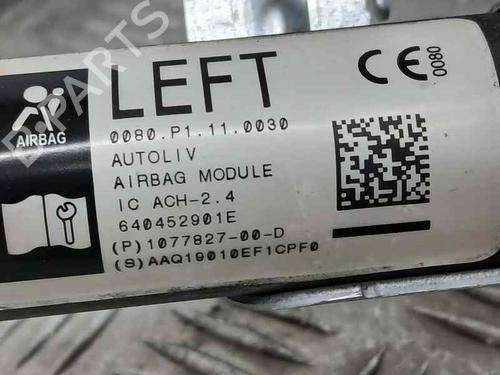 LEFT
CE 0080
0080.P1.11.0030
AUTOLIV
AIRBAG MODULE
IC ACH-2.4
640452901E
(P)1077827-00-D
(S)AAQ19010EF1CPF0
AIRBAG
D-PARTS